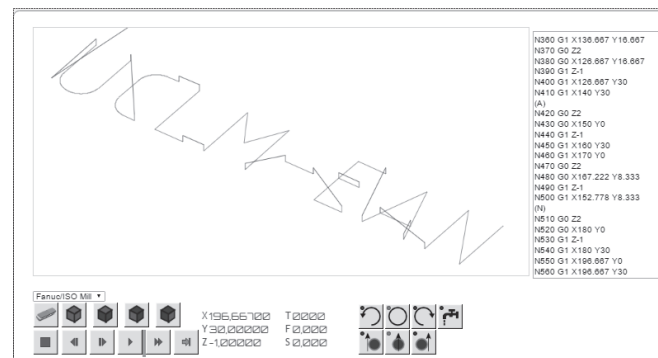 N360 G1 X136.667 Y16.667
N370 G0 Z2
N380 G0 X126.667 Y16.667
N390 G1 Z-1
N400 G1 X126.667 Y30
N410 G1 X140 Y30
(A)
N420 G0 Z2
N430 G0 X150 Y0
N440 G1 Z-1
N450 G1 X160 Y30
N460 G1 X170 Y0
N470 G0 Z2
N480 G0 X167.222 Y8.333
N490 G1 Z-1
N500 G1 X152.778 Y8.333
(N)
N510 G0 Z2
N520 G0 X180 Y0
N530 G1 Z-1
N540 G1 X180 Y30
N550 G1 X196.667 Y0
N560 G1 X196.667 Y30
UCLM-FAN
Fanuc/ISO Mill
X196,66700 T0000
Y30,00000 F0,000
Z-1,00000 S0,000